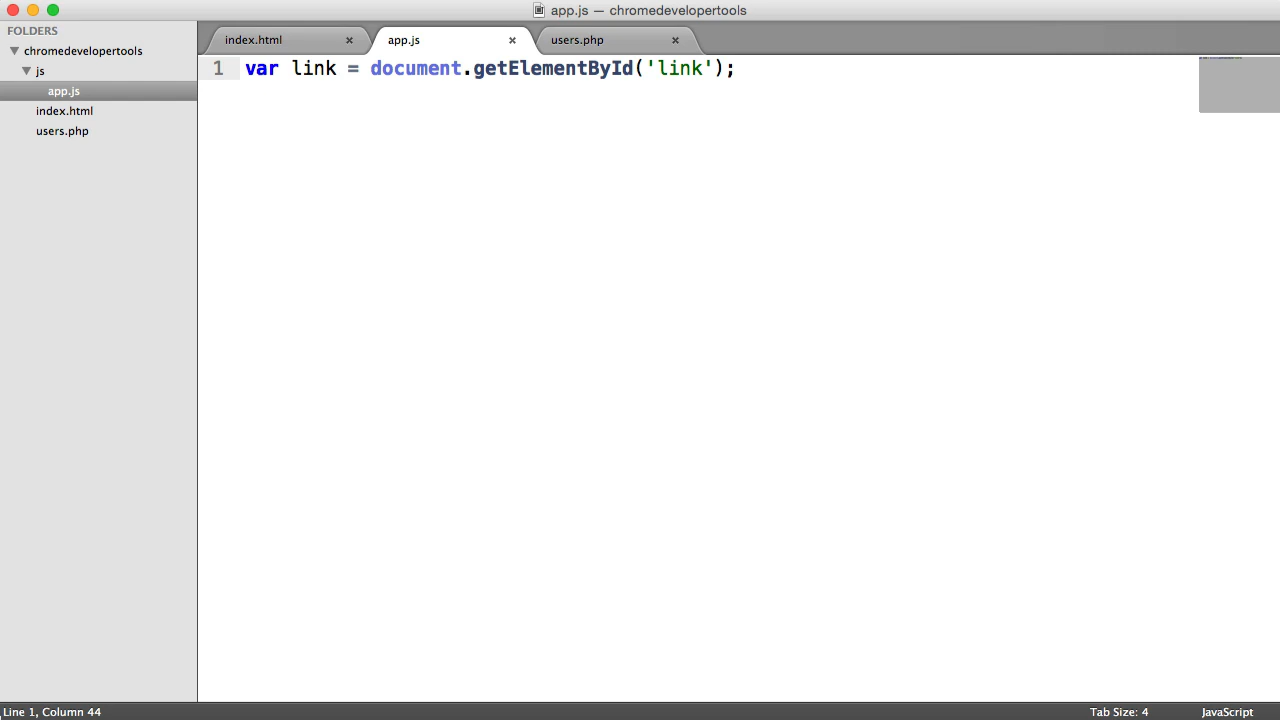 app.js — chromedevelopertools
FOLDERS
chromedevelopertools
js
app.js
index.html
users.php
index.html
app.js
users.php
1 var link = document.getElementById('link');
Line 1, Column 44
Tab Size: 4
JavaScript